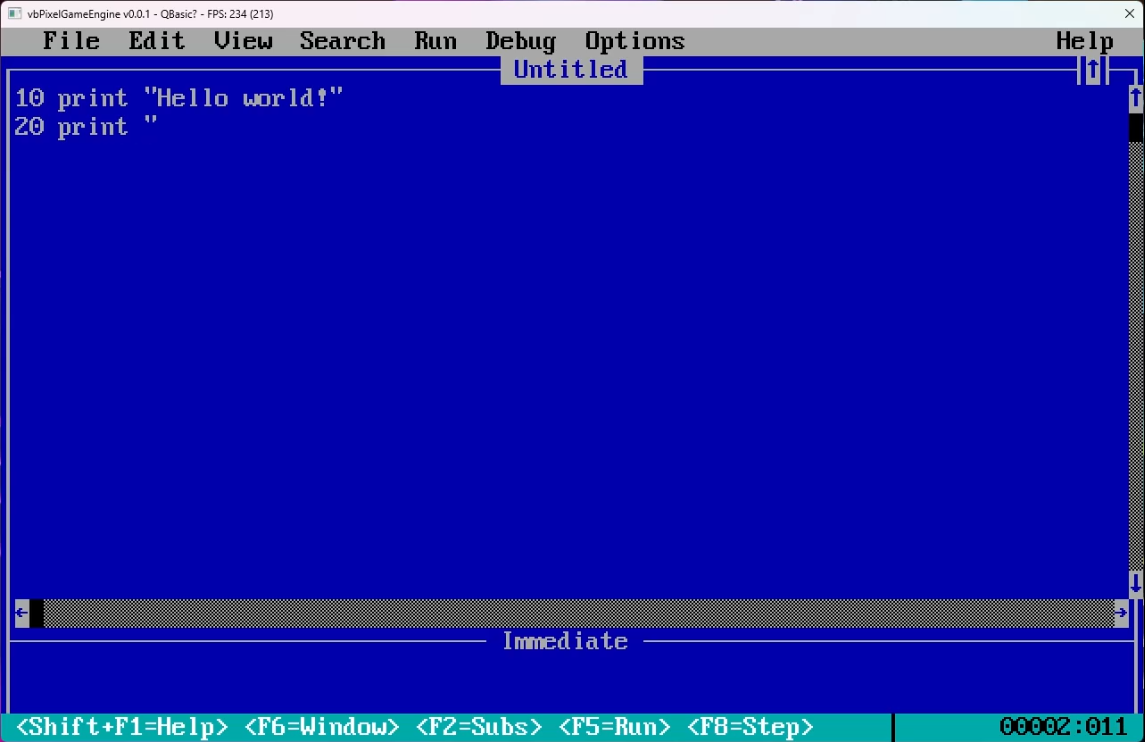 vbPixelGameEngine v0.0.1 - QBasic? - FPS: 234 (213)
File Edit View Search Run Debug Options Help
Untitled
10 print "Hello world!"
20 print "
Immediate
<Shift+F1=Help> <F6=Window> <F2=Subs> <F5=Run> <F8=Step> 00002:011